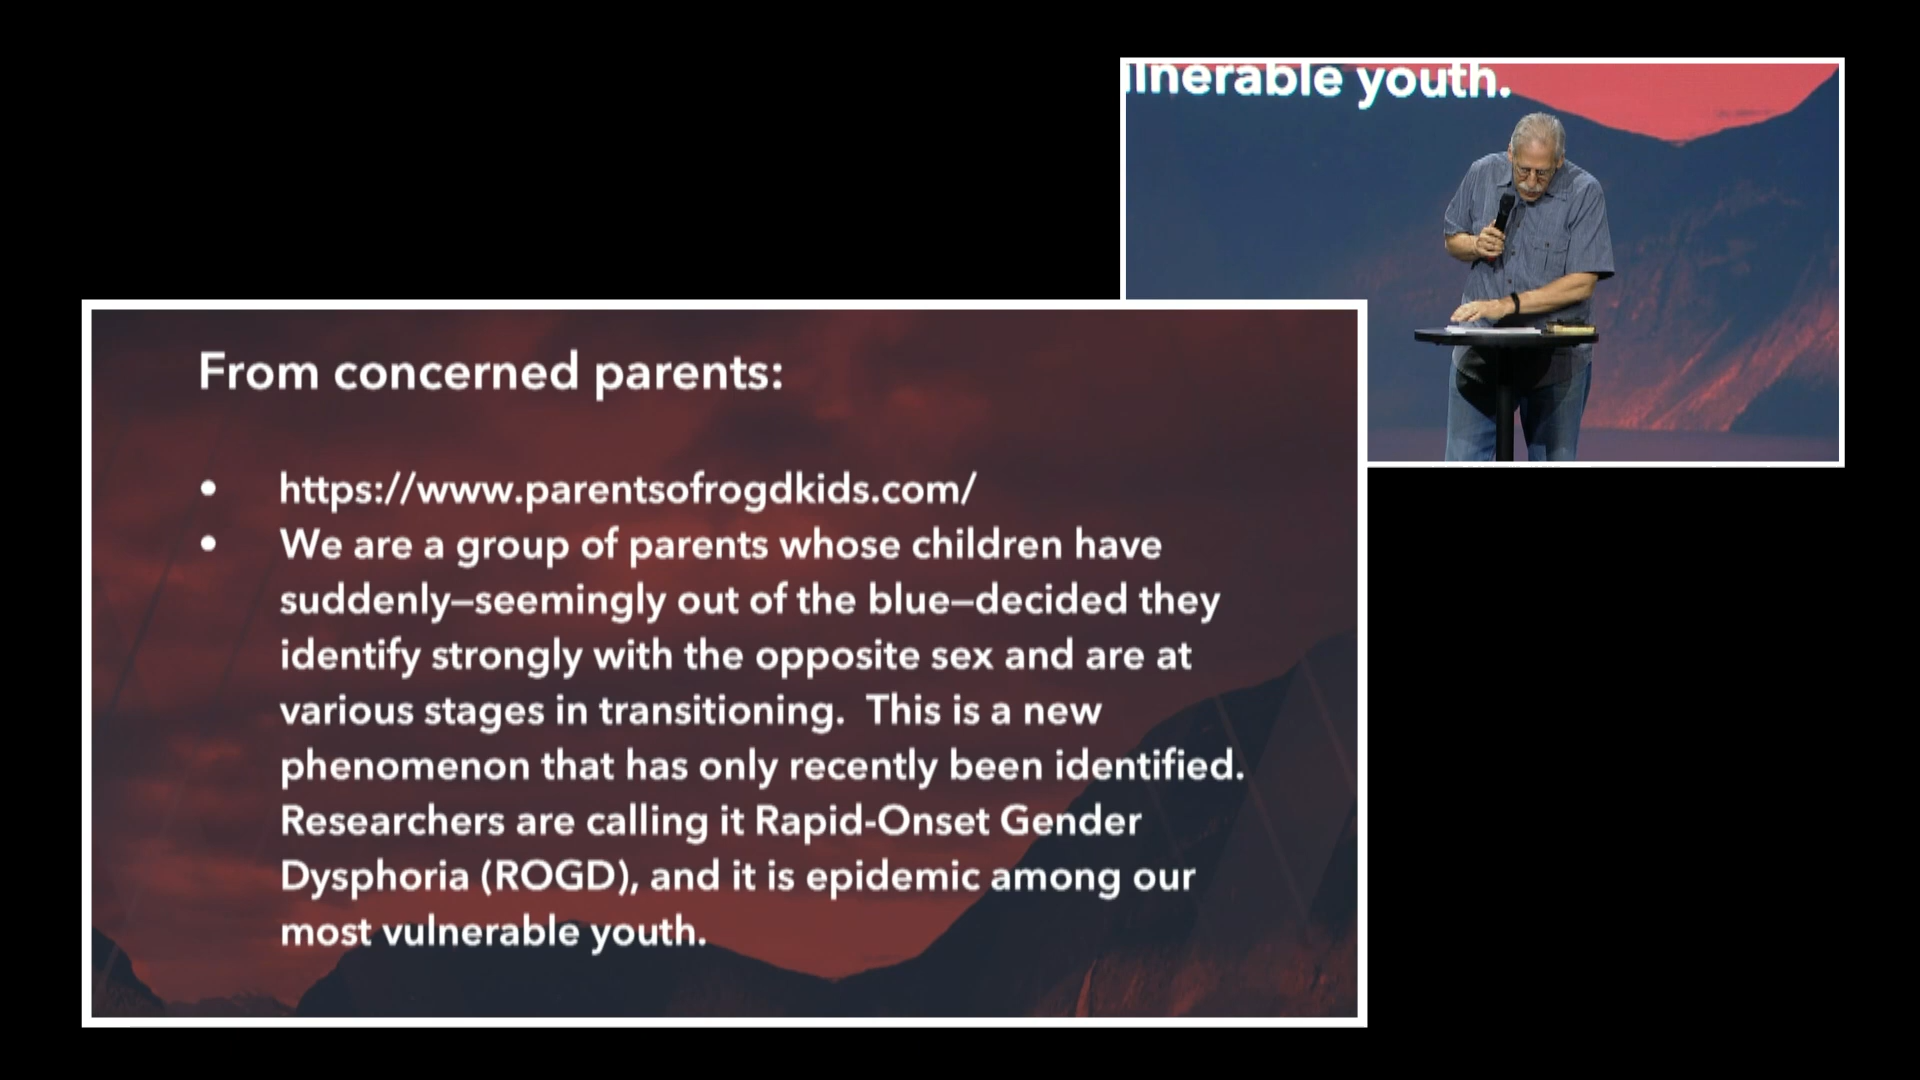 ulnerable youth.
From concerned parents:
• https://www.parentsofrogdkids.com/
• We are a group of parents whose children have
suddenly—seemingly out of the blue—decided they
identify strongly with the opposite sex and are at
various stages in transitioning.  This is a new
phenomenon that has only recently been identified.
Researchers are calling it Rapid-Onset Gender
Dysphoria (ROGD), and it is epidemic among our
most vulnerable youth.